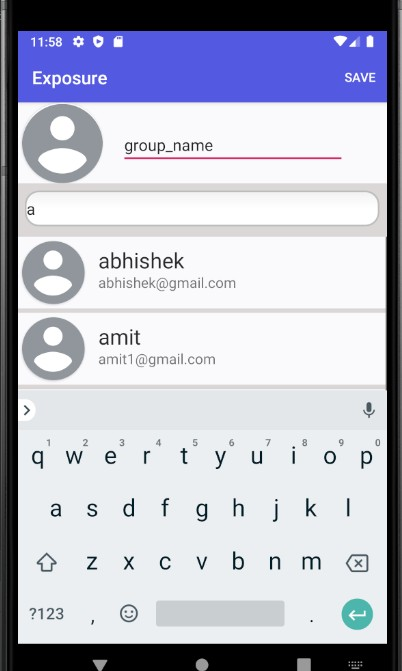 11:58
Exposure SAVE
group_name
a
abhishek
abhishek@gmail.com
amit
amit1@gmail.com
1 2 3 4 5 6 7 8 9 0
q w e r t y u i o p
a s d f g h j k l
z x c v b n m
?123 , .